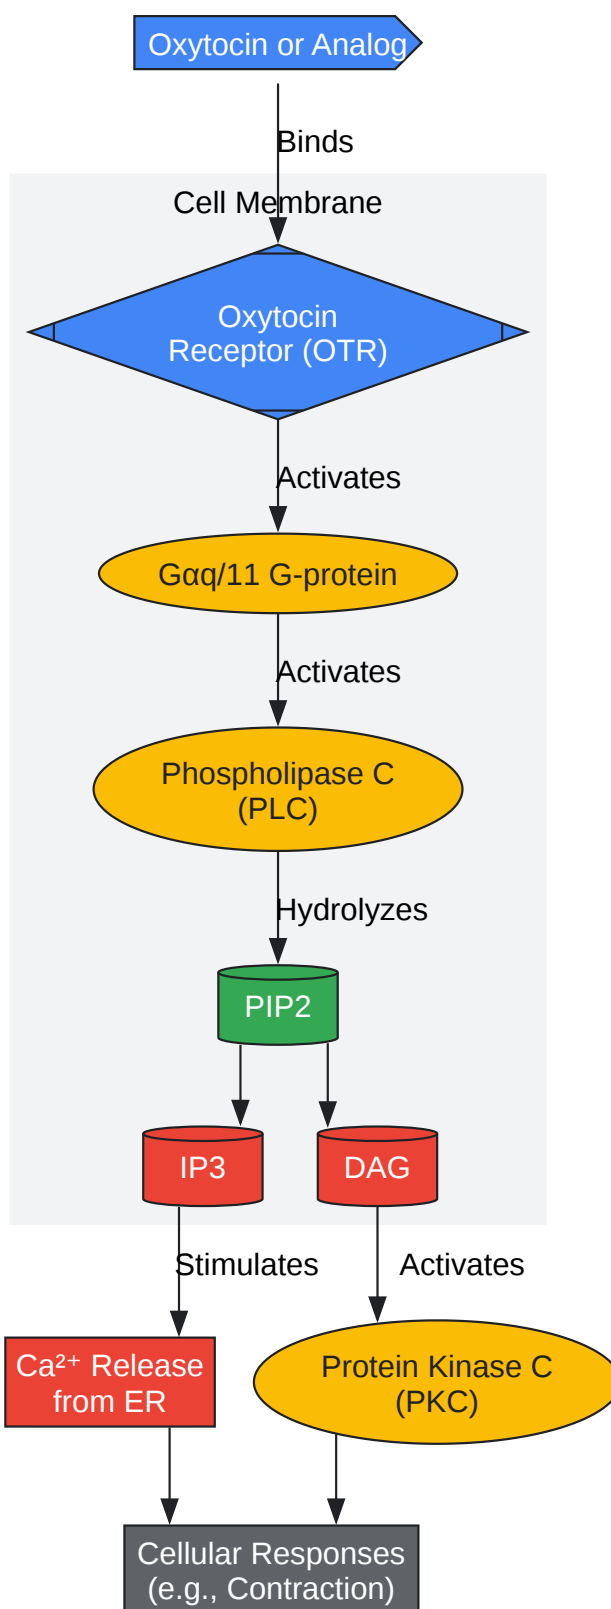 Oxytocin or Analog
Binds
Cell Membrane
Oxytocin
Receptor (OTR)
Activates
Gαq/11 G-protein
Activates
Phospholipase C
(PLC)
Hydrolyzes
PIP2
IP3
DAG
Stimulates
Activates
Ca²⁺ Release
from ER
Protein Kinase C
(PKC)
Cellular Responses
(e.g., Contraction)